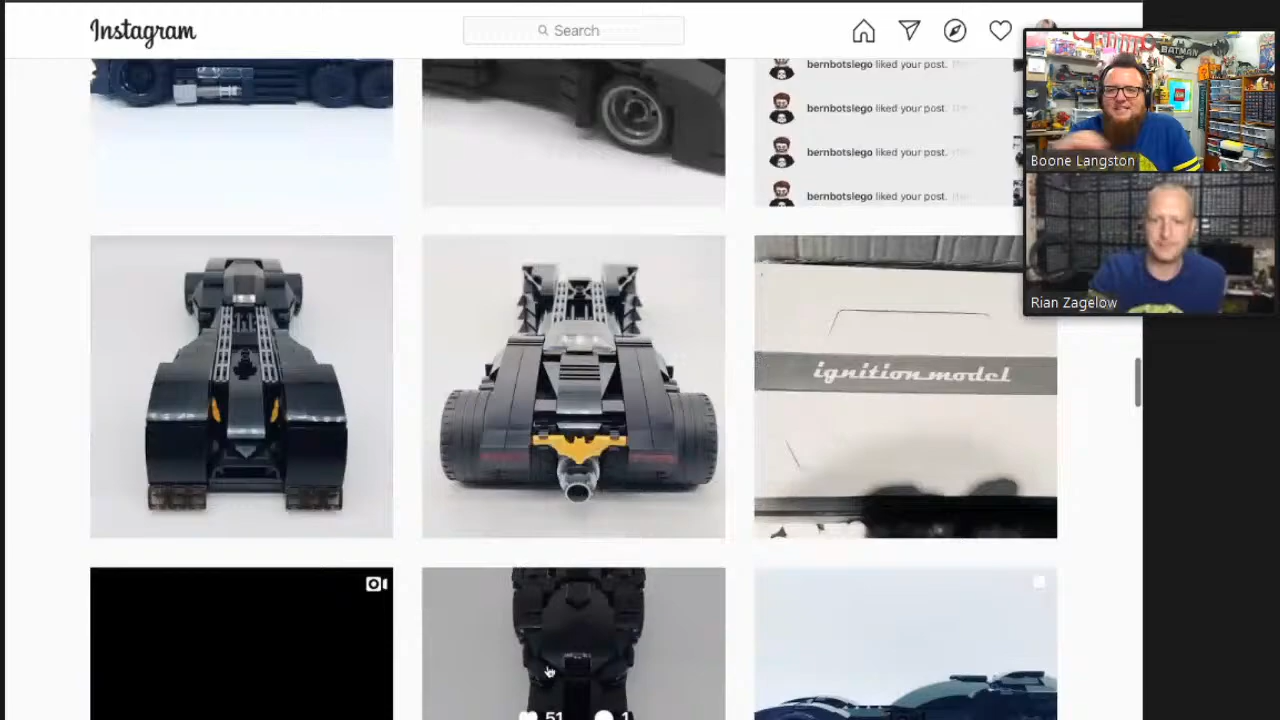 Instagram
Search
BATMAN
bernbotslego liked your post.
bernbotslego liked your post.
bernbotslego liked your post.
bernbotslego liked your post.
Boone Langston
Rian Zagelow
ignition model
51
1